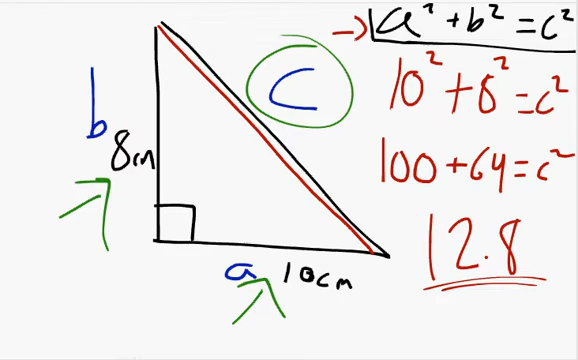 a² + b² = c²
10² + 8² = c²
100 + 64 = c²
12.8
c
b
8cm
a 10cm